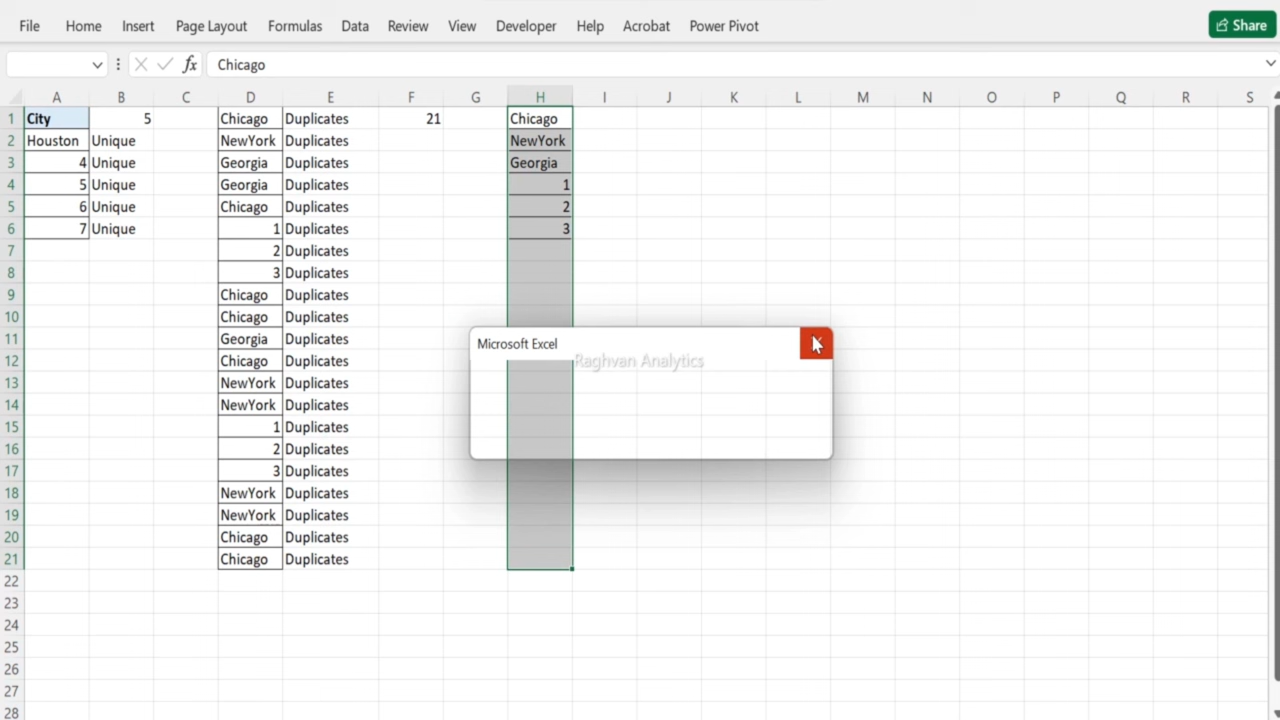 File Home Insert Page Layout Formulas Data Review View Developer Help Acrobat Power Pivot Share
fx Chicago
A B C D E F G H I J K L M N O P Q R S
1 City 5 Chicago Duplicates 21 Chicago
2 Houston Unique NewYork Duplicates NewYork
3 4 Unique Georgia Duplicates Georgia
4 5 Unique Georgia Duplicates 1
5 6 Unique Chicago Duplicates 2
6 7 Unique 1 Duplicates 3
7 2 Duplicates
8 3 Duplicates
9 Chicago Duplicates
10 Chicago Duplicates
11 Georgia Duplicates
Microsoft Excel
12 Chicago Duplicates
Raghvan Analytics
13 NewYork Duplicates
14 NewYork Duplicates
15 1 Duplicates
16 2 Duplicates
17 3 Duplicates
18 NewYork Duplicates
19 NewYork Duplicates
20 Chicago Duplicates
21 Chicago Duplicates
22
23
24
25
26
27
28